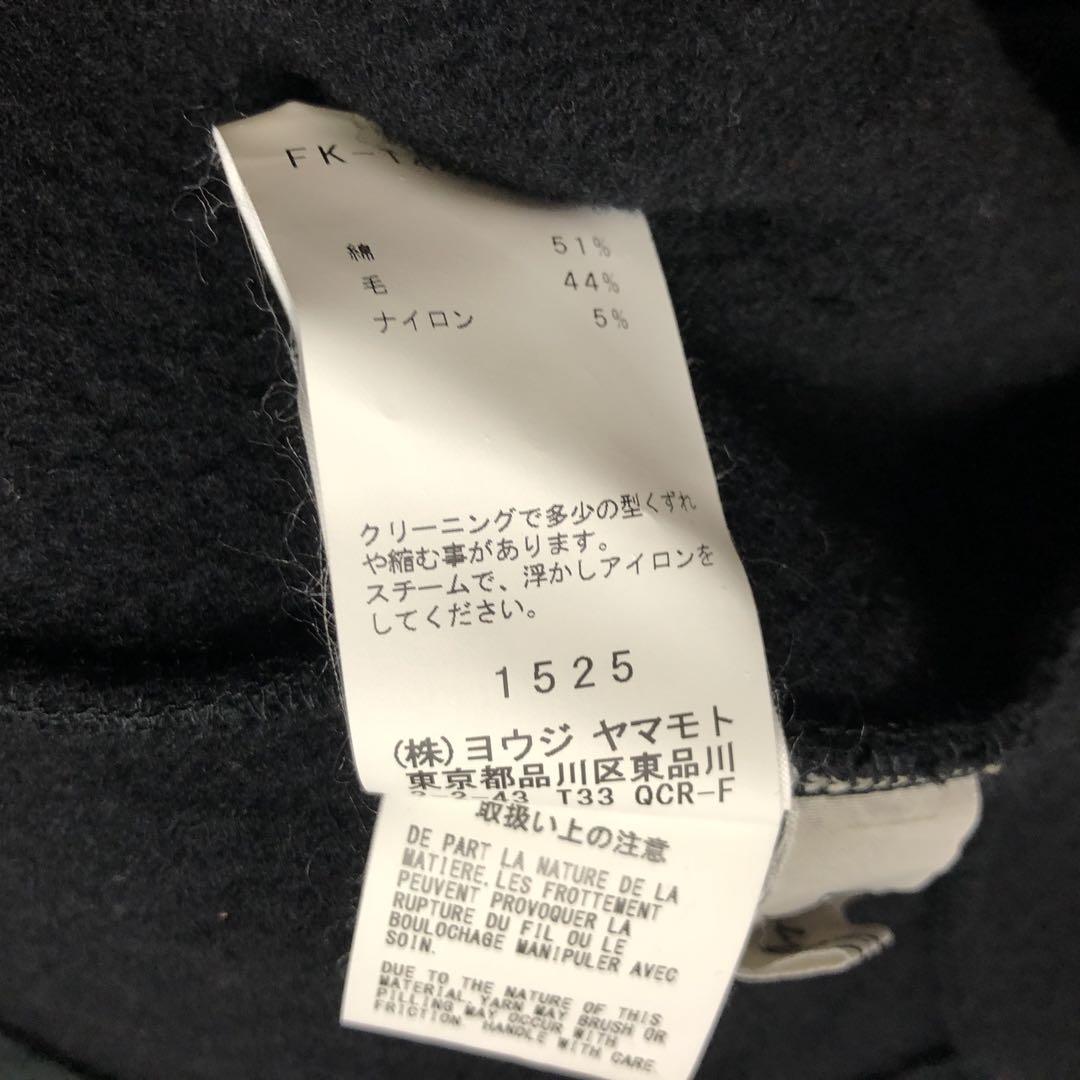 FK-T
綿 51%
毛 44%
ナイロン 5%
クリーニングで多少の型くずれ
や縮む事があります。
スチームで、浮かしアイロンを
してください。
1525
(株)ヨウジ ヤマモト
東京都品川区東品川
2-2-43 T33 QCR-F
取扱い上の注意
DE PART LA NATURE DE LA
MATIERE.LES FROTTEMENT
PEUVENT PROVOQUER LA
RUPTURE DU FIL OU LE
BOULOCHAGE MANIPULER AVEC
SOIN.
DUE TO THE NATURE OF THIS
MATERIAL,YARN MAY BRUSH OR
PILLING MAY OCCUR WITH
FRICTION. HANDLE WITH CARE